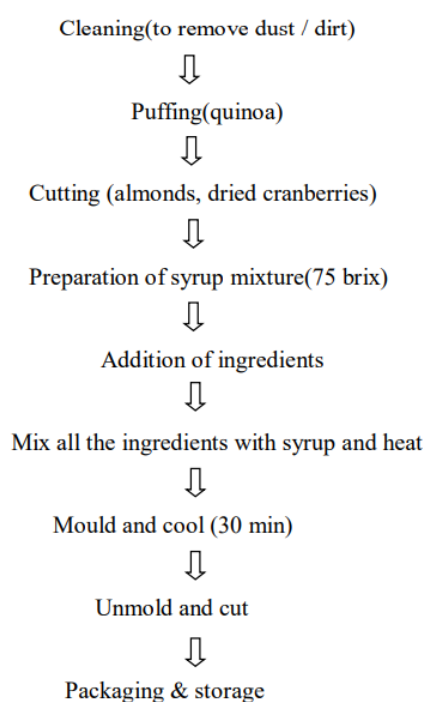 Cleaning(to remove dust / dirt)
Puffing(quinoa)
Cutting (almonds, dried cranberries)
Preparation of syrup mixture(75 brix)
Addition of ingredients
Mix all the ingredients with syrup and heat
Mould and cool (30 min)
Unmold and cut
Packaging & storage